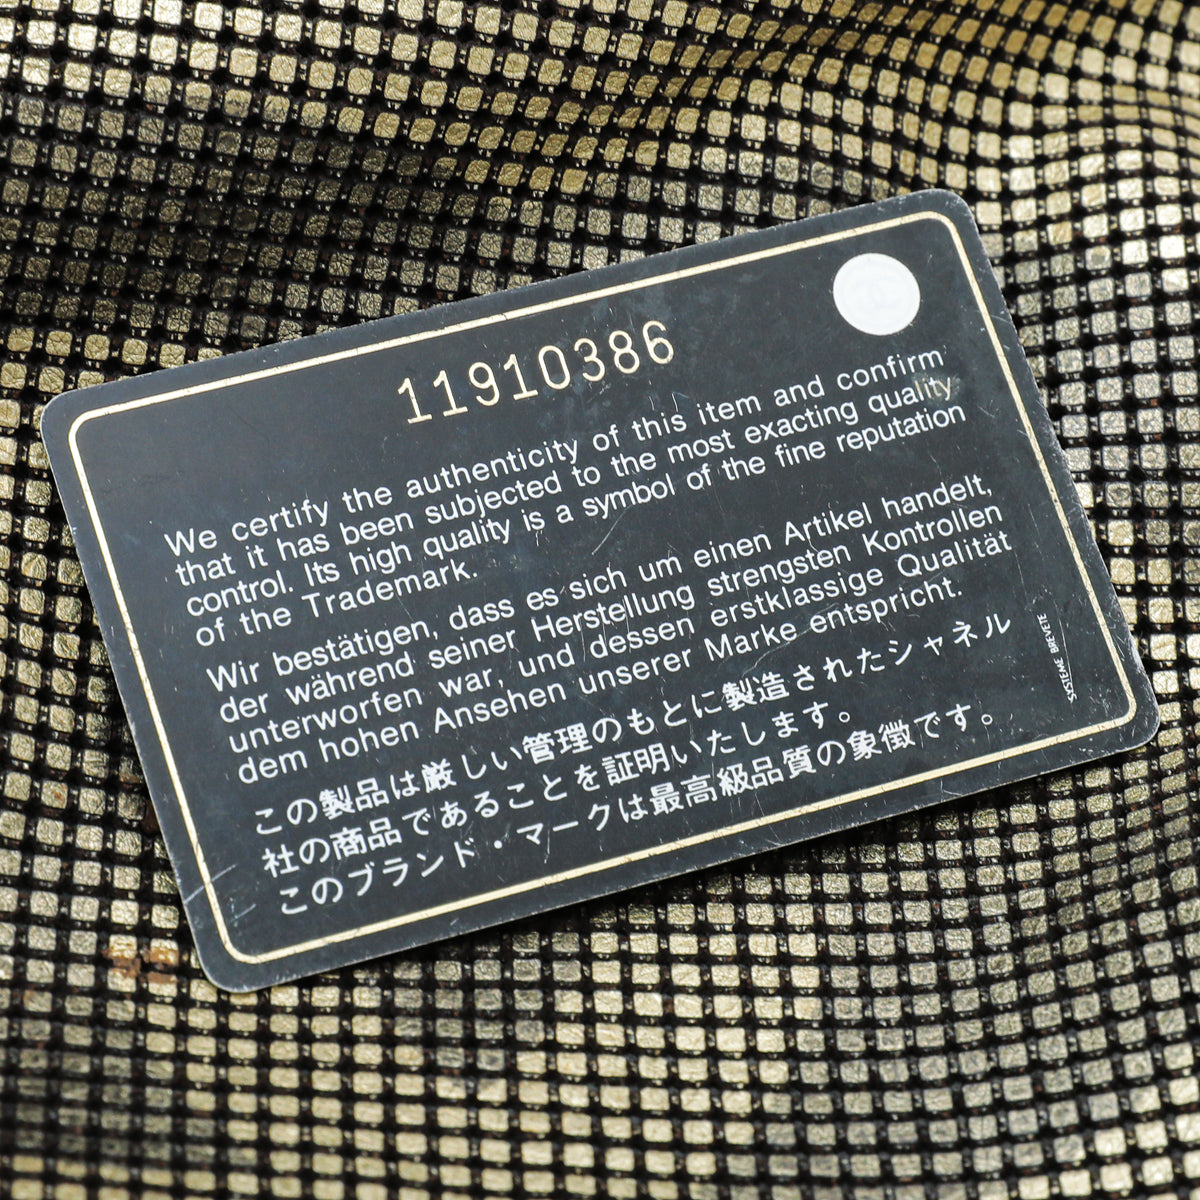 11910386
We certify the authenticity of this item and confirm
that it has been subjected to the most exacting quality
control. Its high quality is a symbol of the fine reputation
of the Trademark.
Wir bestätigen, dass es sich um einen Artikel handelt,
der während seiner Herstellung strengsten Kontrollen
unterworfen war, und dessen erstklassige Qualität
dem hohen Ansehen unserer Marke entspricht.
この製品は厳しい管理のもとに製造されたシャネル
社の商品であることを証明いたします。
このブランド・マークは最高級品質の象徴です。
SYSTEME BREVETE